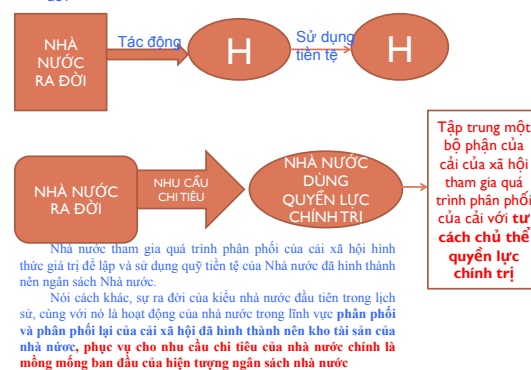 NHÀ
NƯỚC
RA ĐỜI
Tác động
H
Sử dụng
tiền tệ
H
NHÀ NƯỚC
RA ĐỜI
NHU CẦU
CHI TIÊU
NHÀ NƯỚC
DÙNG
QUYỀN LỰC
CHÍNH TRỊ
Tập trung một
bộ phận của
cải của xã hội
tham gia quá
trình phân phối
của cải với tư
cách chủ thể
quyền lực
chính trị
Nhà nước tham gia quá trình phân phối của cải xã hội hình
thức giá trị để lập và sử dụng quỹ tiền tệ của Nhà nước đã hình thành
nên ngân sách Nhà nước.
Nói cách khác, sự ra đời của kiểu nhà nước đầu tiên trong lịch
sử, cùng với nó là hoạt động của nhà nước trong lĩnh vực phân phối
và phân phối lại của cải xã hội đã hình thành nên kho tài sản của
nhà nước, phục vụ cho nhu cầu chi tiêu của nhà nước chính là
mồng mống ban đầu của hiện tượng ngân sách nhà nước